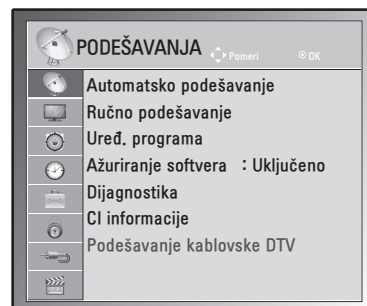 PODEŠAVANJA
Pomeri
OK
Automatsko podešavanje
Ručno podešavanje
Uređ. programa
Ažuriranje softvera : Uključeno
Dijagnostika
CI informacije
Podešavanje kablovske DTV